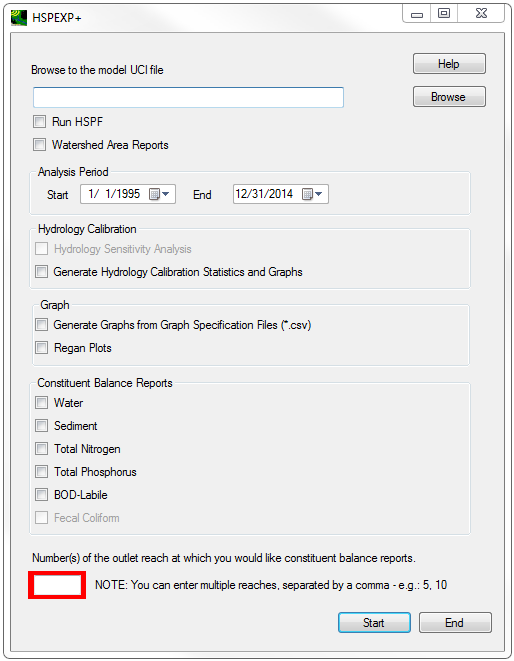 HSPEXP+
Help
Browse to the model UCI file
Browse
Run HSPF
Watershed Area Reports
Analysis Period
Start 1/ 1/1995 End 12/31/2014
Hydrology Calibration
Hydrology Sensitivity Analysis
Generate Hydrology Calibration Statistics and Graphs
Graph
Generate Graphs from Graph Specification Files (*.csv)
Regan Plots
Constituent Balance Reports
Water
Sediment
Total Nitrogen
Total Phosphorus
BOD-Labile
Fecal Coliform
Number(s) of the outlet reach at which you would like constituent balance reports.
NOTE: You can enter multiple reaches, separated by a comma - e.g.: 5, 10
Start End